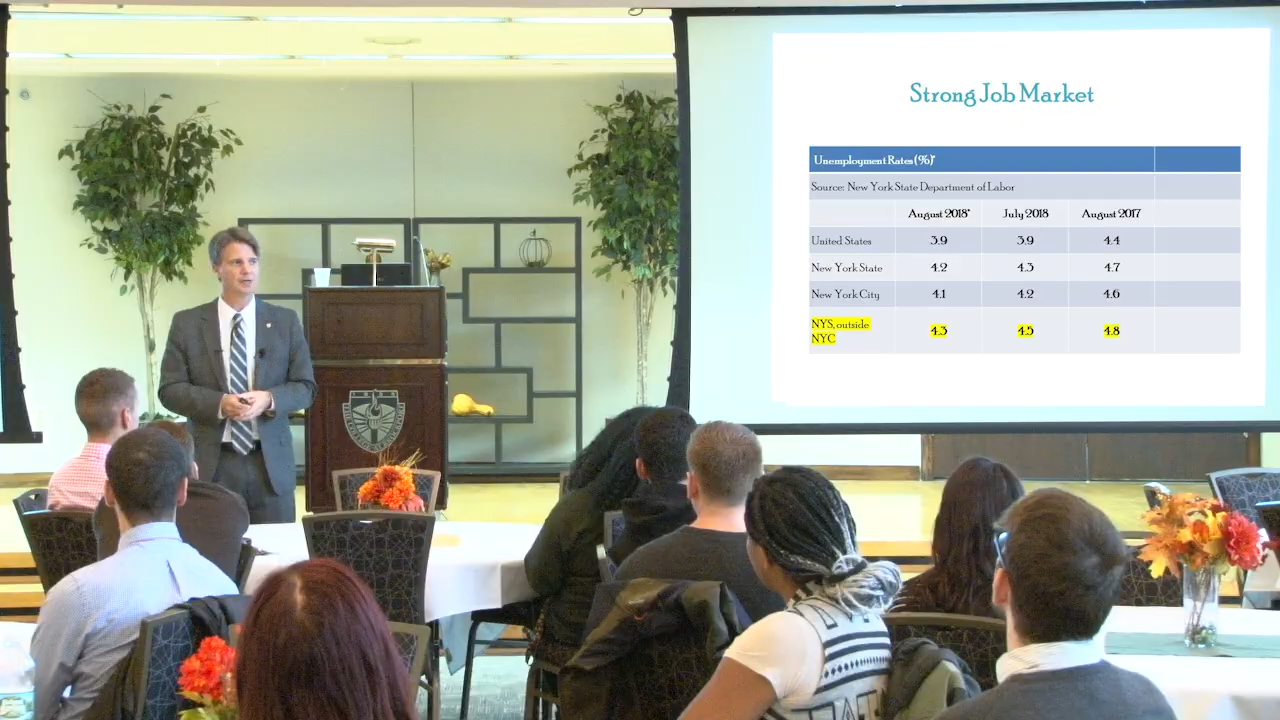 Strong Job Market
Unemployment Rates (%)*
Source: New York State Department of Labor
August 2018* July 2018 August 2017
United States 3.9 3.9 4.4
New York State 4.2 4.3 4.7
New York City 4.1 4.2 4.6
NYS, outside
NYC 4.3 4.5 4.8